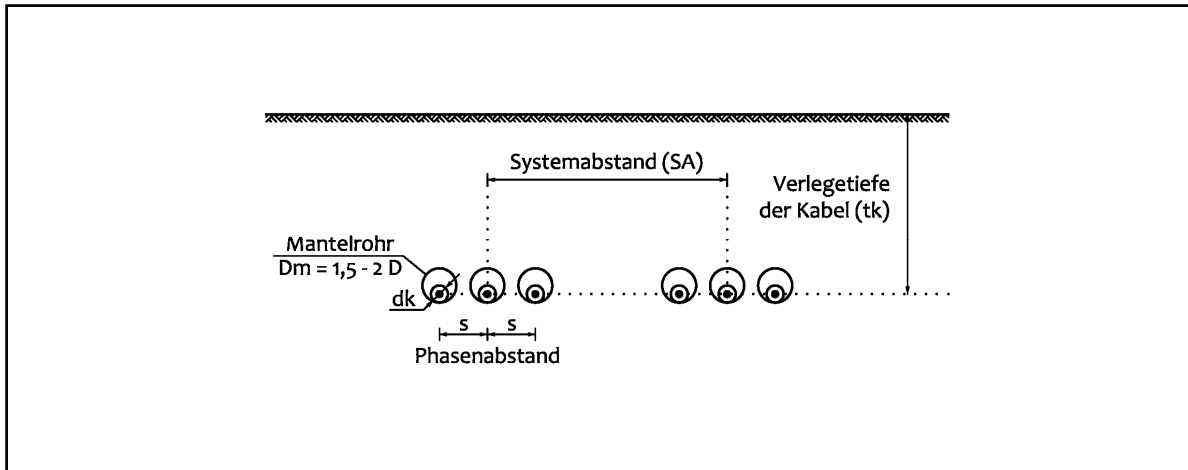 Systemabstand (SA)
Verlegetiefe
der Kabel (tk)
Mantelrohr
Dm = 1,5 - 2 D
dk
s s
Phasenabstand